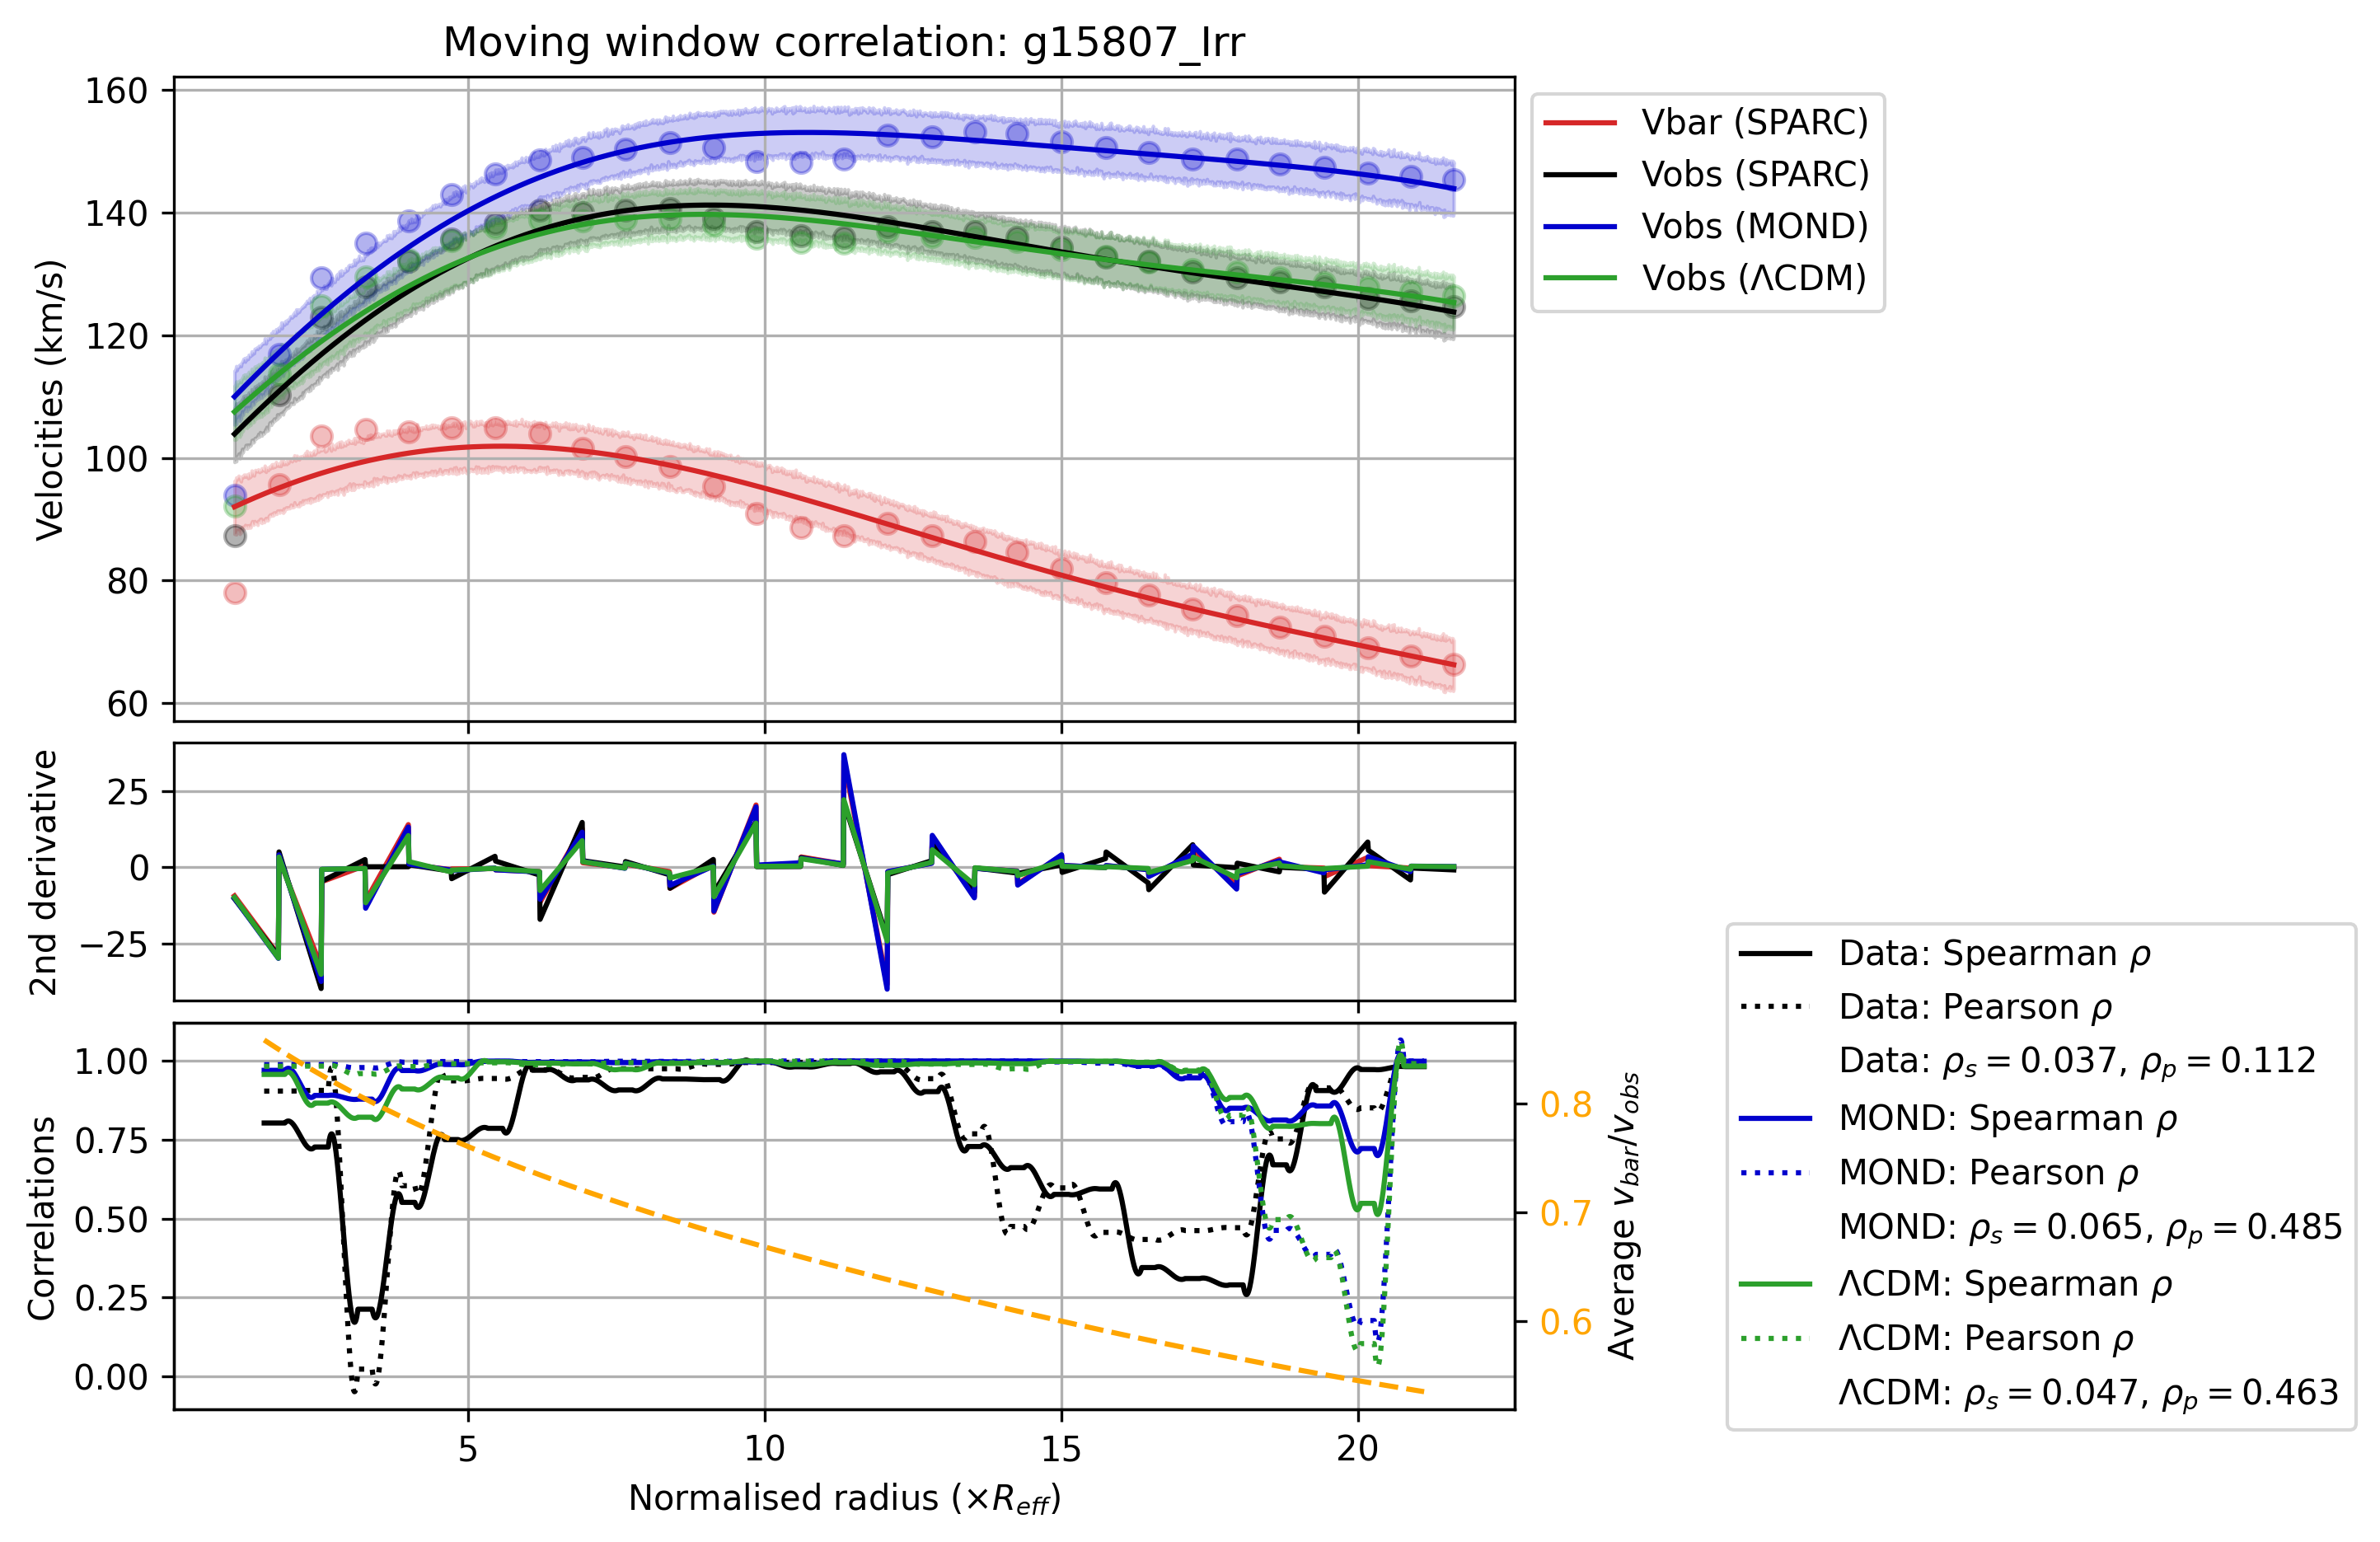 Moving window correlation: g15807_Irr
160
140
120
100
80
60
Velocities (km/s)
Vbar (SPARC)
Vobs (SPARC)
Vobs (MOND)
Vobs (ΛCDM)
25
0
−25
2nd derivative
1.00
0.75
0.50
0.25
0.00
Correlations
0.8
0.7
0.6
Average v_bar/v_obs
5 10 15 20
Normalised radius (×R_eff)
Data: Spearman ρ
Data: Pearson ρ
Data: ρ_s = 0.037, ρ_p = 0.112
MOND: Spearman ρ
MOND: Pearson ρ
MOND: ρ_s = 0.065, ρ_p = 0.485
ΛCDM: Spearman ρ
ΛCDM: Pearson ρ
ΛCDM: ρ_s = 0.047, ρ_p = 0.463